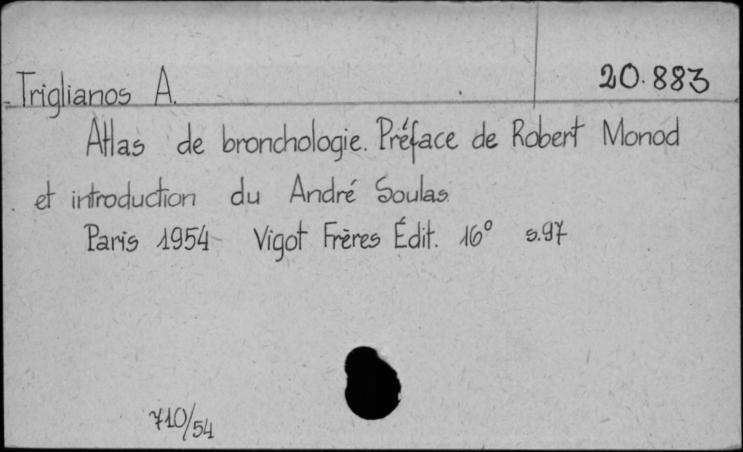 Triglianos A.
20.883
Atlas de bronchologie. Préface de Robert Monod
et introduction du André Soulas.
Paris 1954 Vigot Frères Édit. 16° s.97
710/54